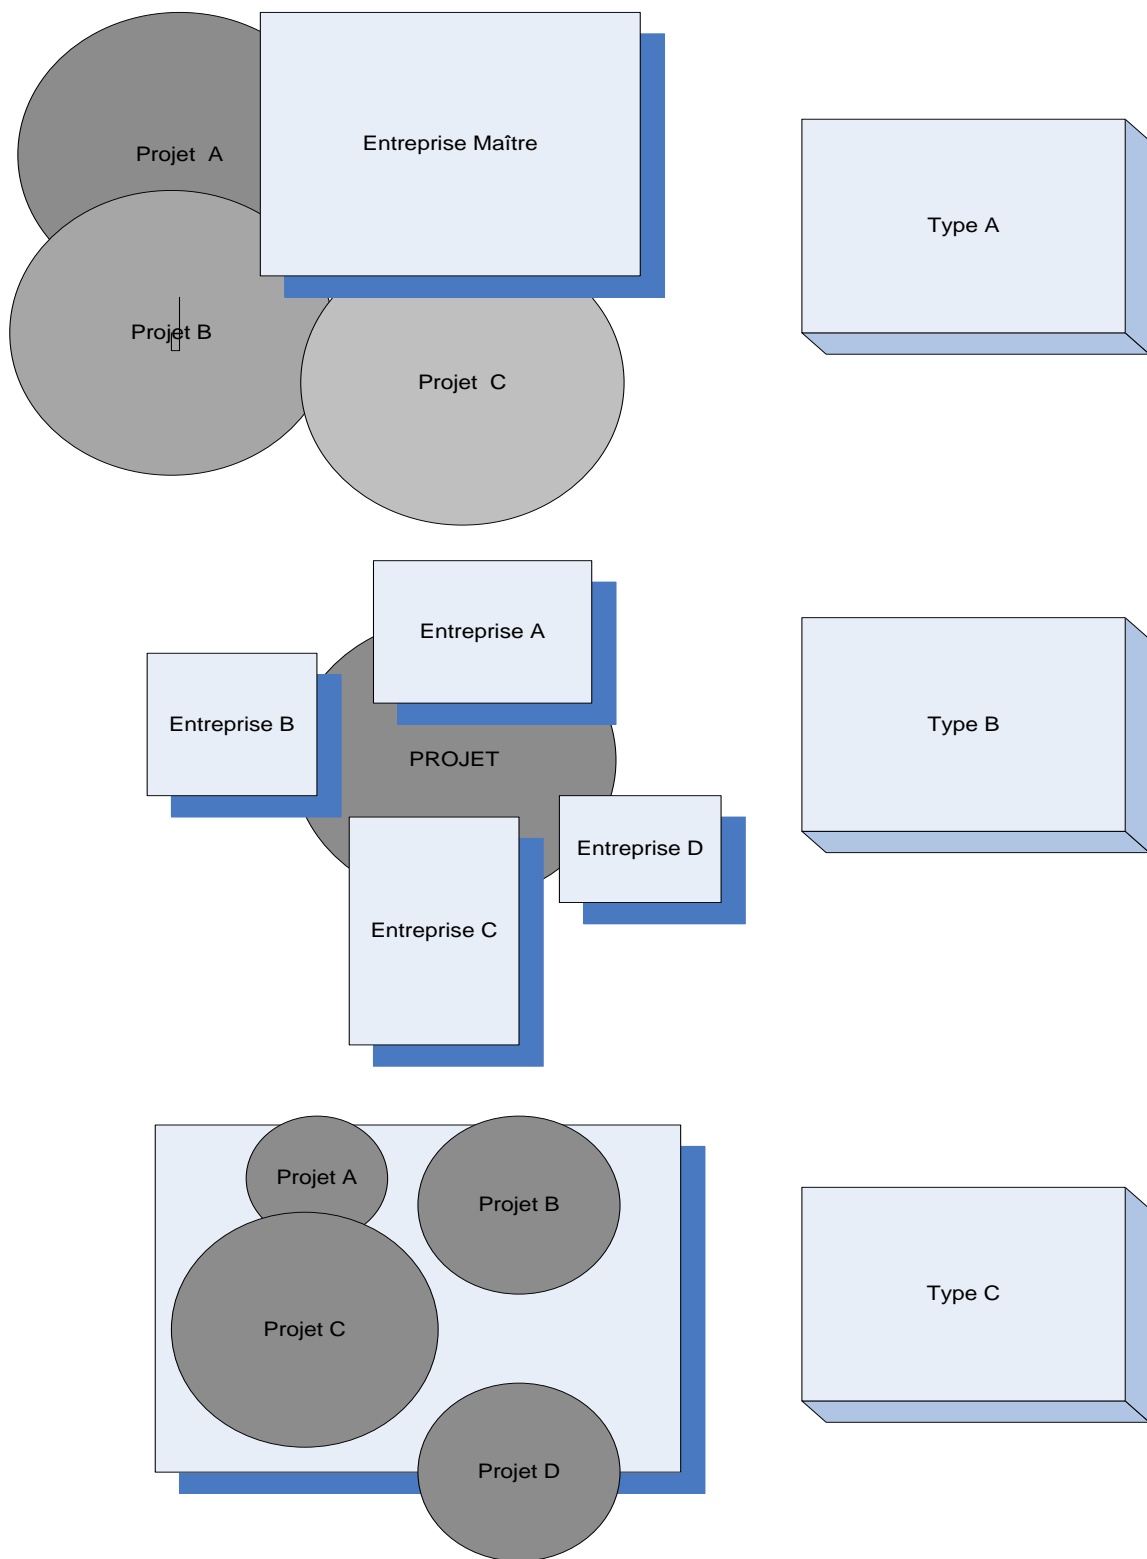 Projet A
Entreprise Maître
Type A
Projet B
Projet C
Entreprise A
Entreprise B
Type B
PROJET
Entreprise D
Entreprise C
Projet A
Projet B
Projet C
Type C
Projet D